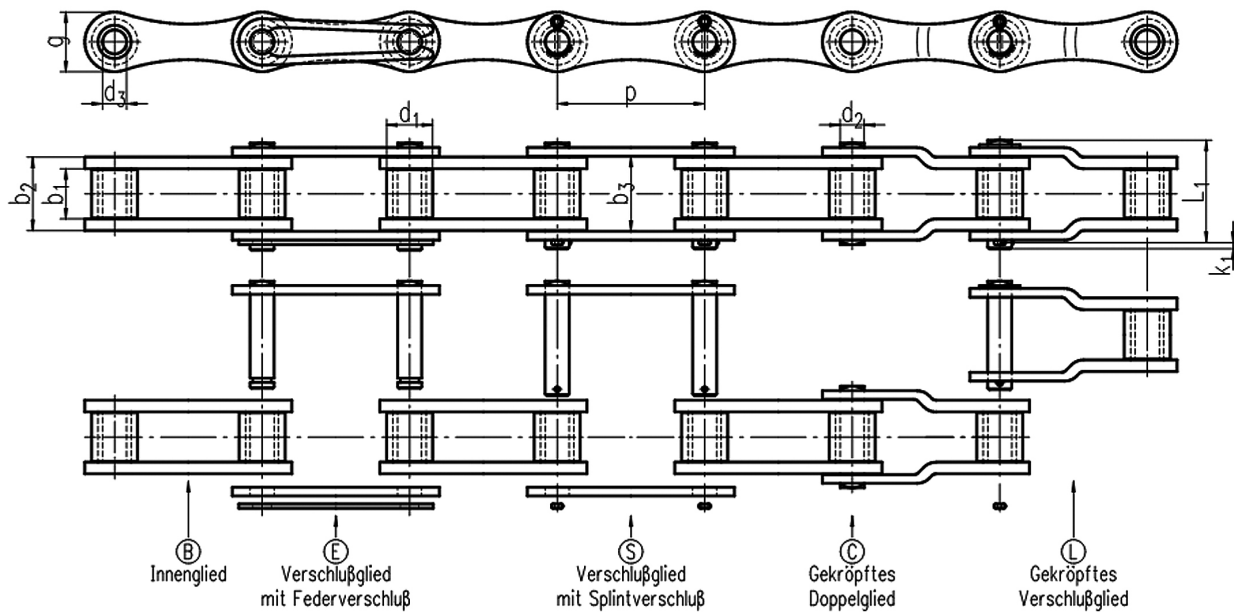 g
d₃
p
d₁
d₂
b₂
b₁
b₃
L₁
k₁
B
Innenglied
E
Verschlußglied
mit Federverschluß
S
Verschlußglied
mit Splintverschluß
C
Gekröpftes
Doppelglied
L
Gekröpftes
Verschlußglied